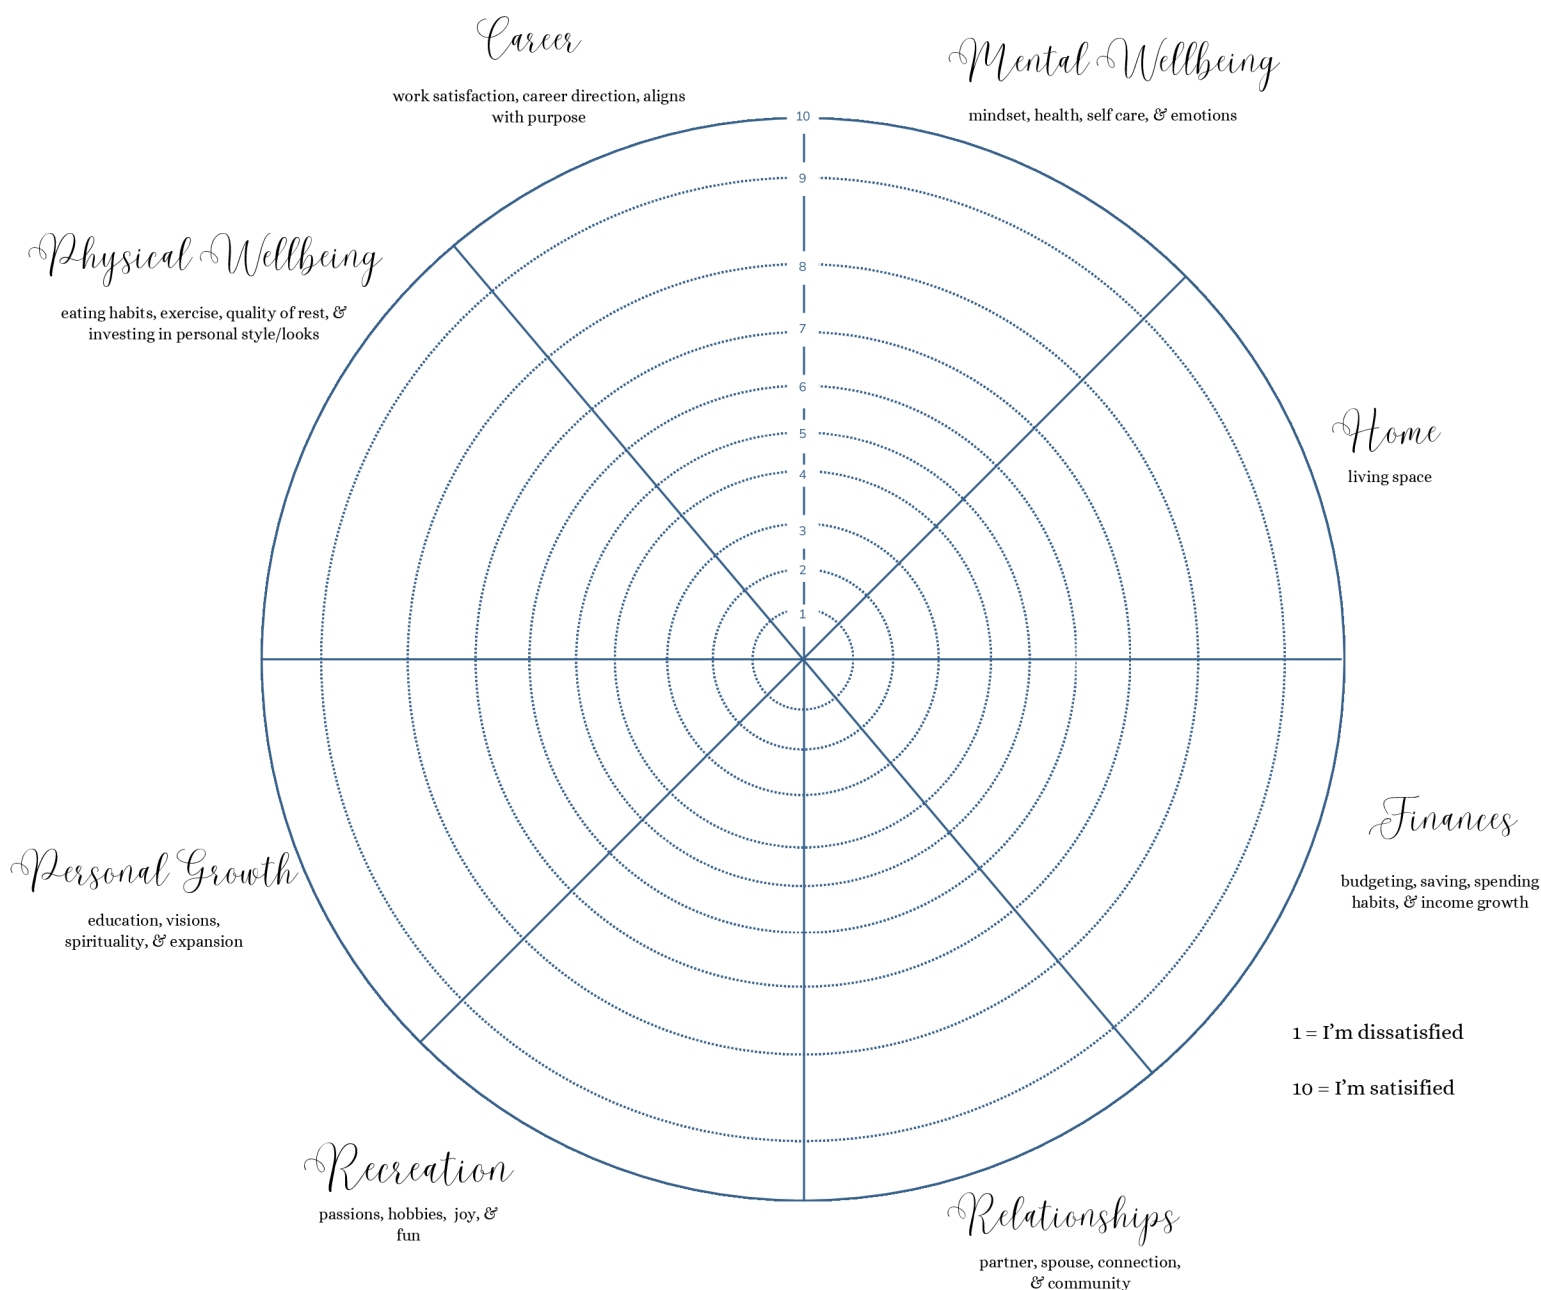 Career
work satisfaction, career direction, aligns
with purpose
Mental Wellbeing
mindset, health, self care, & emotions
10
9
8
7
6
5
4
3
2
1
Physical Wellbeing
eating habits, exercise, quality of rest, &
investing in personal style/looks
Home
living space
Finances
budgeting, saving, spending
habits, & income growth
Personal Growth
education, visions,
spirituality, & expansion
1 = I'm dissatisfied
10 = I'm satisified
Recreation
passions, hobbies, joy, &
fun
Relationships
partner, spouse, connection,
& community